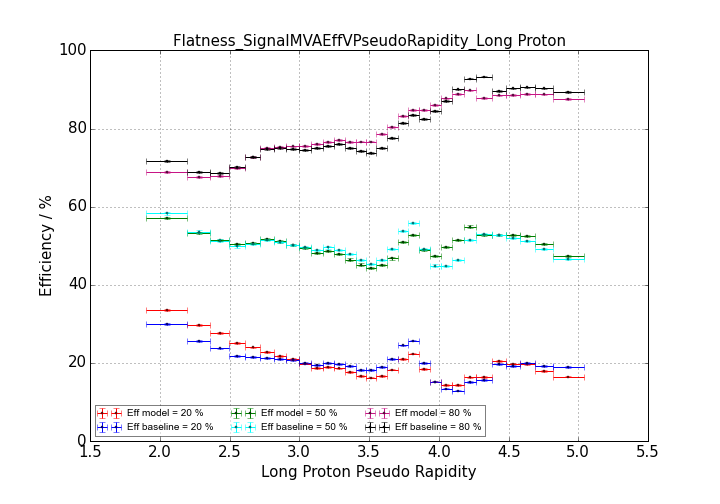 Flatness_SignalMVAEffVPseudoRapidity_Long Proton
100
80
60
40
20
0
Efficiency / %
Eff model = 20 % Eff model = 50 % Eff model = 80 %
Eff baseline = 20 % Eff baseline = 50 % Eff baseline = 80 %
1.5 2.0 2.5 3.0 3.5 4.0 4.5 5.0 5.5
Long Proton Pseudo Rapidity